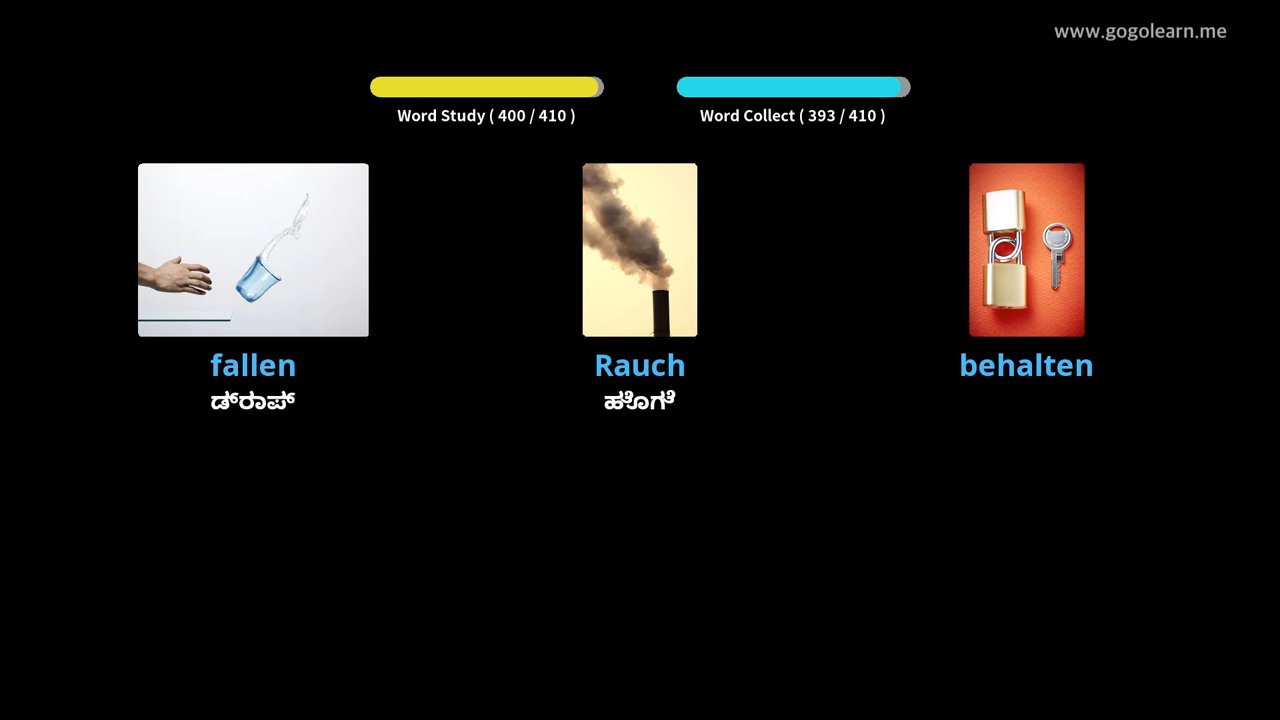 www.gogolearn.me
Word Study ( 400 / 410 )
Word Collect ( 393 / 410 )
fallen
Rauch
behalten
ಡ್ರಾಪ್
ಹೊಗೆ